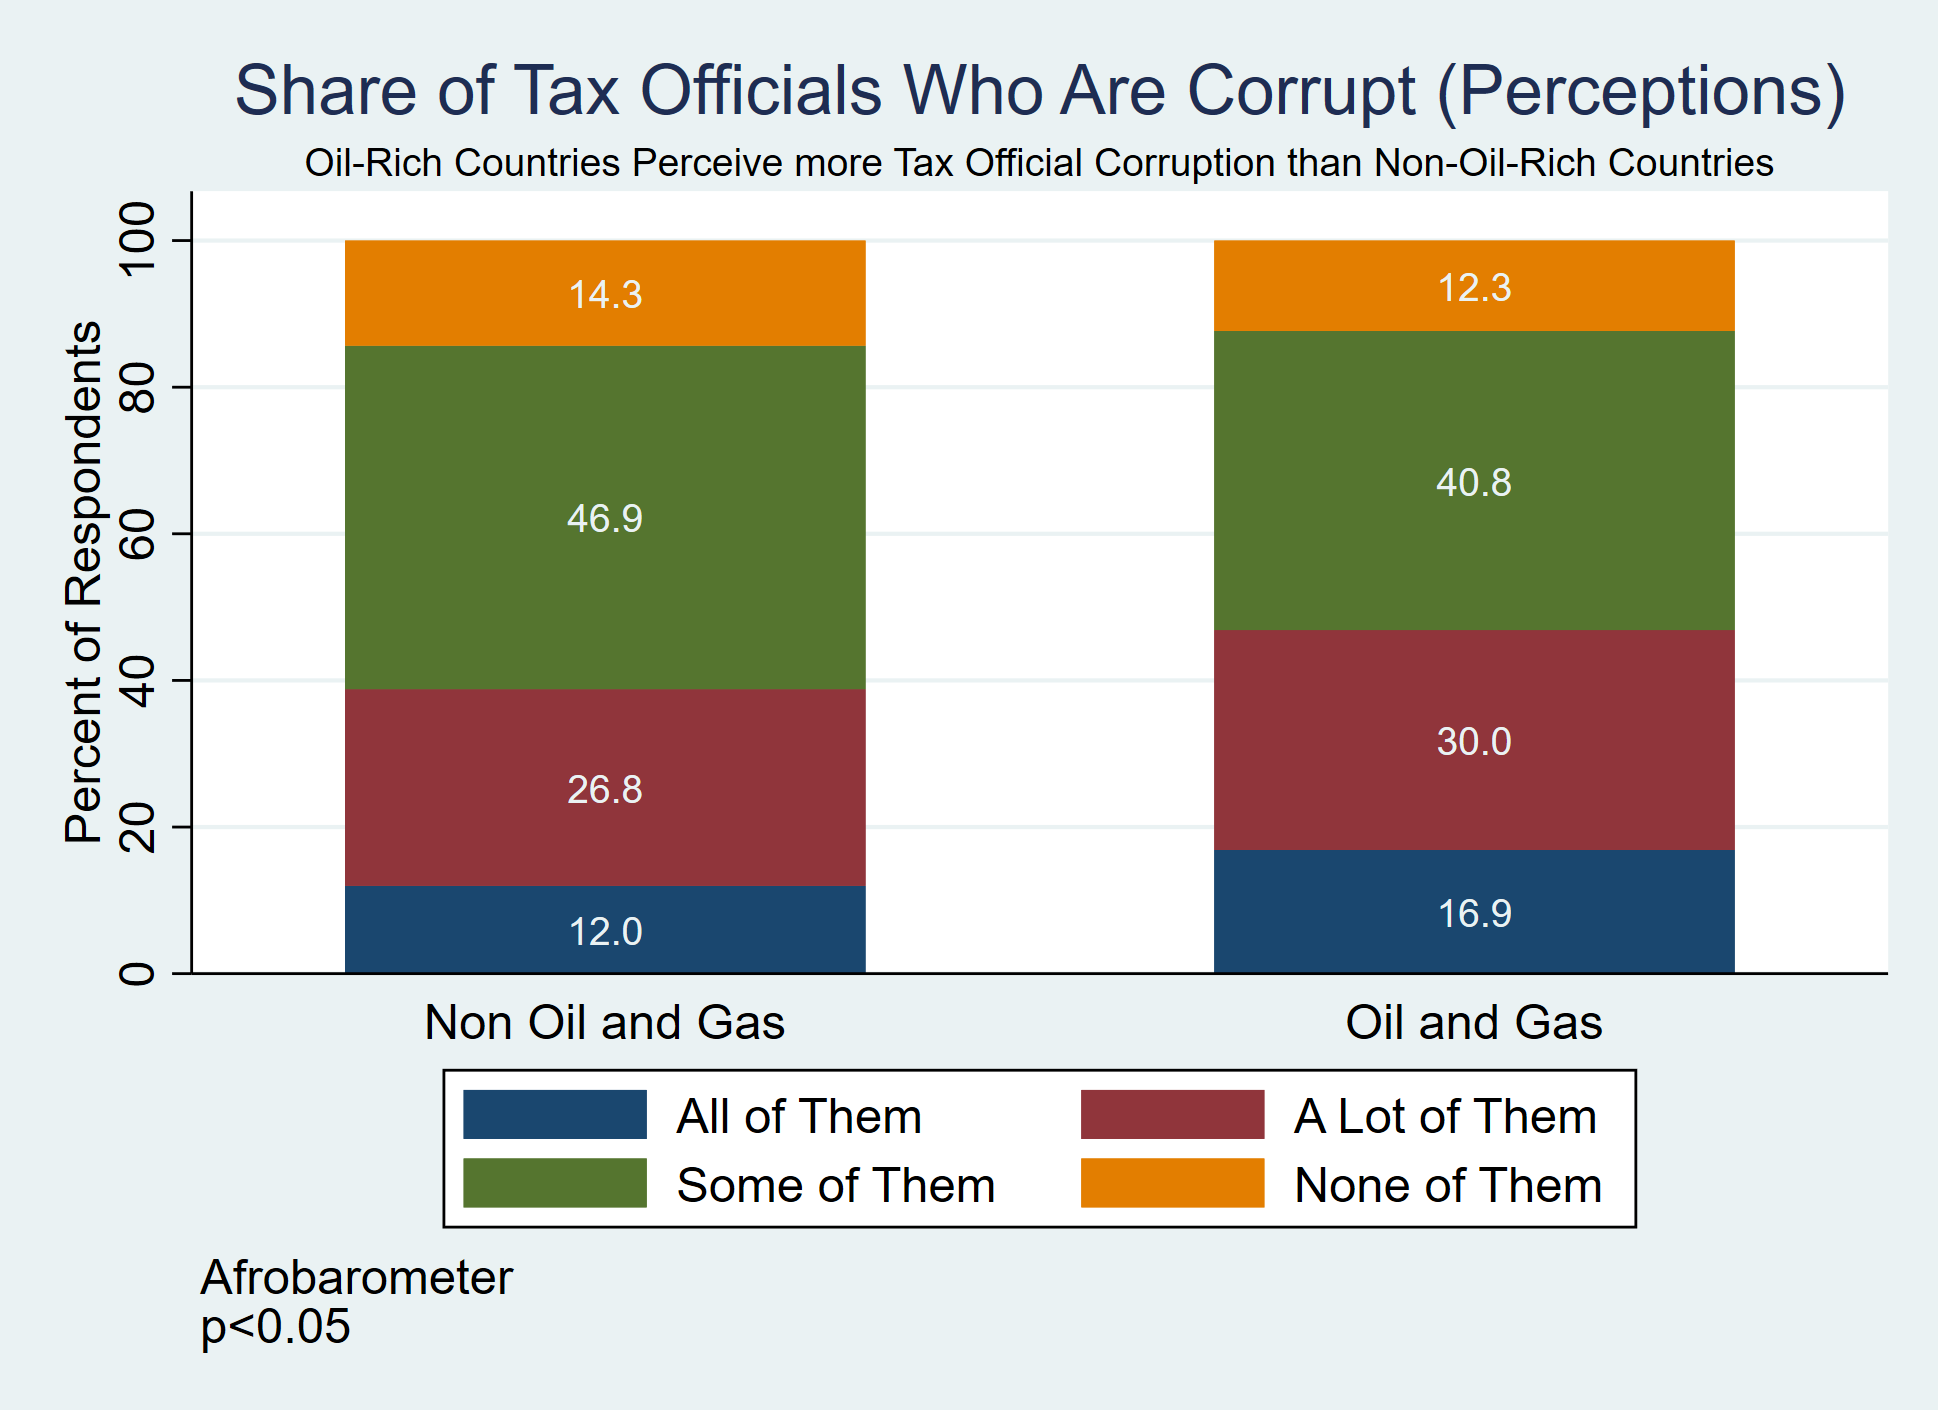 Share of Tax Officials Who Are Corrupt (Perceptions)
Oil-Rich Countries Perceive more Tax Official Corruption than Non-Oil-Rich Countries
Percent of Respondents
100
80
60
40
20
0
14.3
46.9
26.8
12.0
12.3
40.8
30.0
16.9
Non Oil and Gas
Oil and Gas
All of Them
A Lot of Them
Some of Them
None of Them
Afrobarometer
p<0.05